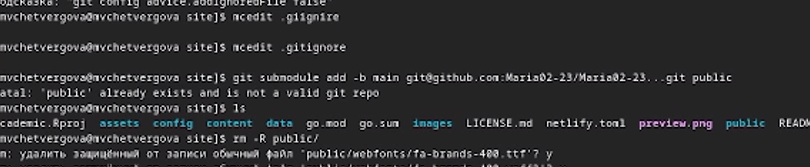 одсказка: "git config advice.addIgnoredFile false"
mvchetvergova@mvchetvergova site]$ mcedit .giignire
mvchetvergova@mvchetvergova site]$ mcedit .gitignore
mvchetvergova@mvchetvergova site]$ git submodule add -b main git@github.com:Maria02-23/Maria02-23...git public
atal: 'public' already exists and is not a valid git repo
mvchetvergova@mvchetvergova site]$ ls
cademic.Rproj assets config content data go.mod go.sum images LICENSE.md netlify.toml preview.png public READM
mvchetvergova@mvchetvergova site]$ rm -R public/
m: удалить защищённый от записи обычный файл 'public/webfonts/fa-brands-400.ttf'? y